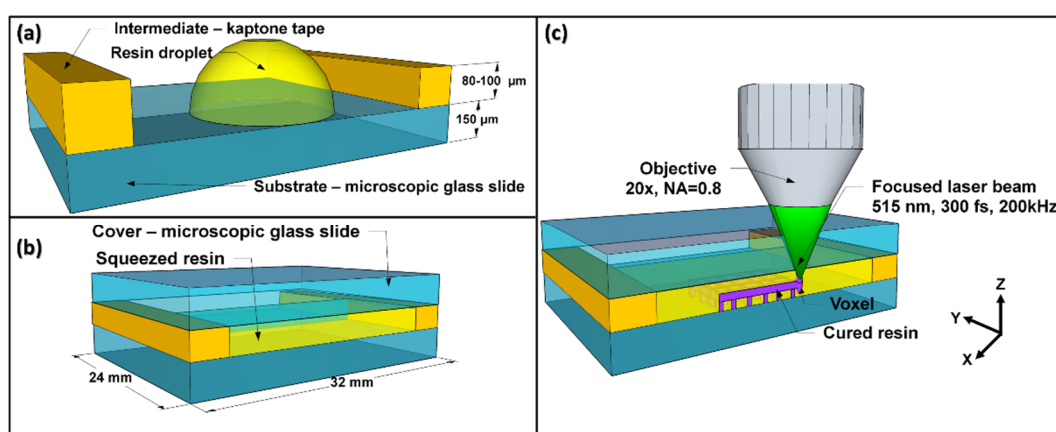 (a)
Intermediate – kaptone tape
Resin droplet
80-100 µm
150 µm
Substrate – microscopic glass slide
(b)
Cover – microscopic glass slide
Squeezed resin
24 mm
32 mm
(c)
Objective
20x, NA=0.8
Focused laser beam
515 nm, 300 fs, 200kHz
Voxel
Cured resin
Z
Y
X